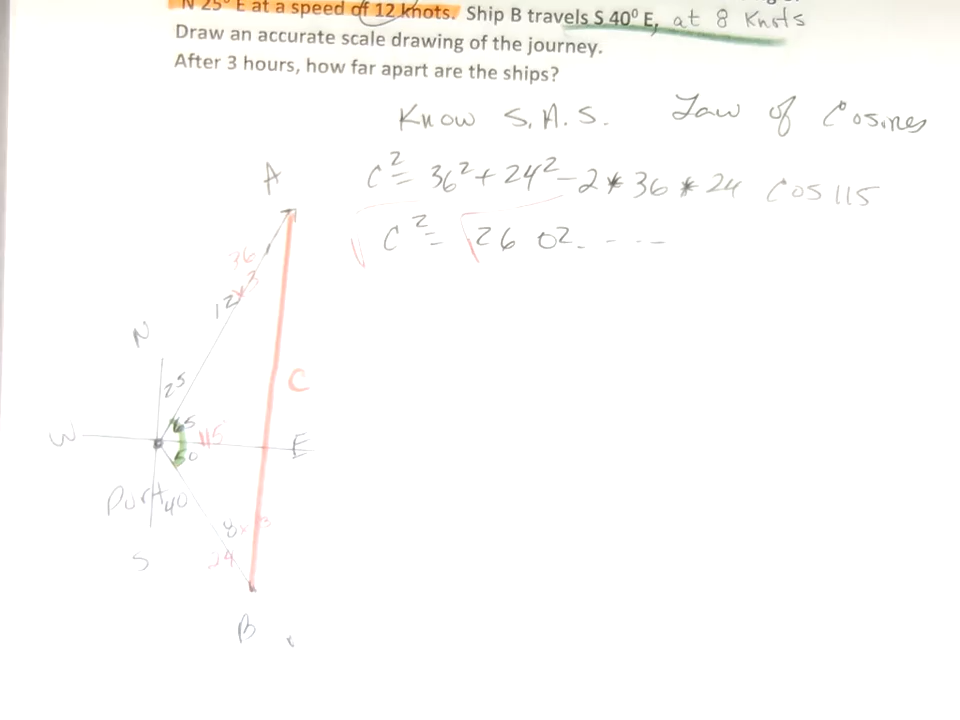 N 25° E at a speed of 12 knots. Ship B travels S 40° E, at 8 Knots
Draw an accurate scale drawing of the journey.
After 3 hours, how far apart are the ships?
Know S.A.S. Law of Cosines
A
C² = 36² + 24² - 2 * 36 * 24 Cos 115
C² = √2602. - - -
36
12x3
N
25
C
65
W
115
E
50
Port
40
8x3
S
24
B